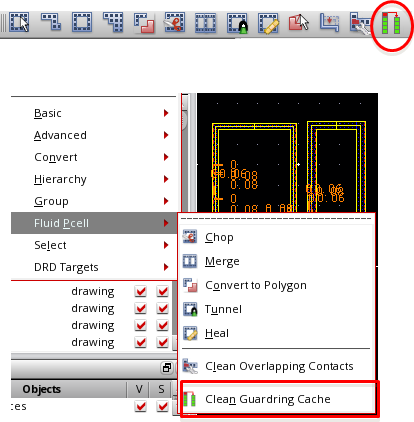 Basic
Advanced
Convert
Hierarchy
Group
Fluid Pcell
Select
DRD Targets
Chop
Merge
Convert to Polygon
Tunnel
Heal
Clean Overlapping Contacts
Clean Guardring Cache
drawing
drawing
drawing
drawing
Objects V S
ces